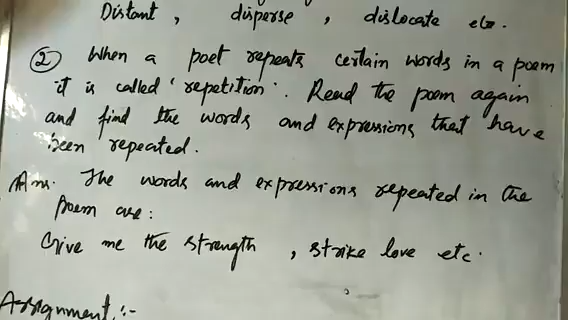 Distant , disperse , dislocate etc.
② When a poet repeats certain words in a poem
it is called 'repetition'. Read the poem again
and find the words and expressions that have
been repeated.
Ans. The words and expressions repeated in the
poem are:
Give me the strength , strike love etc.
Assignment :-